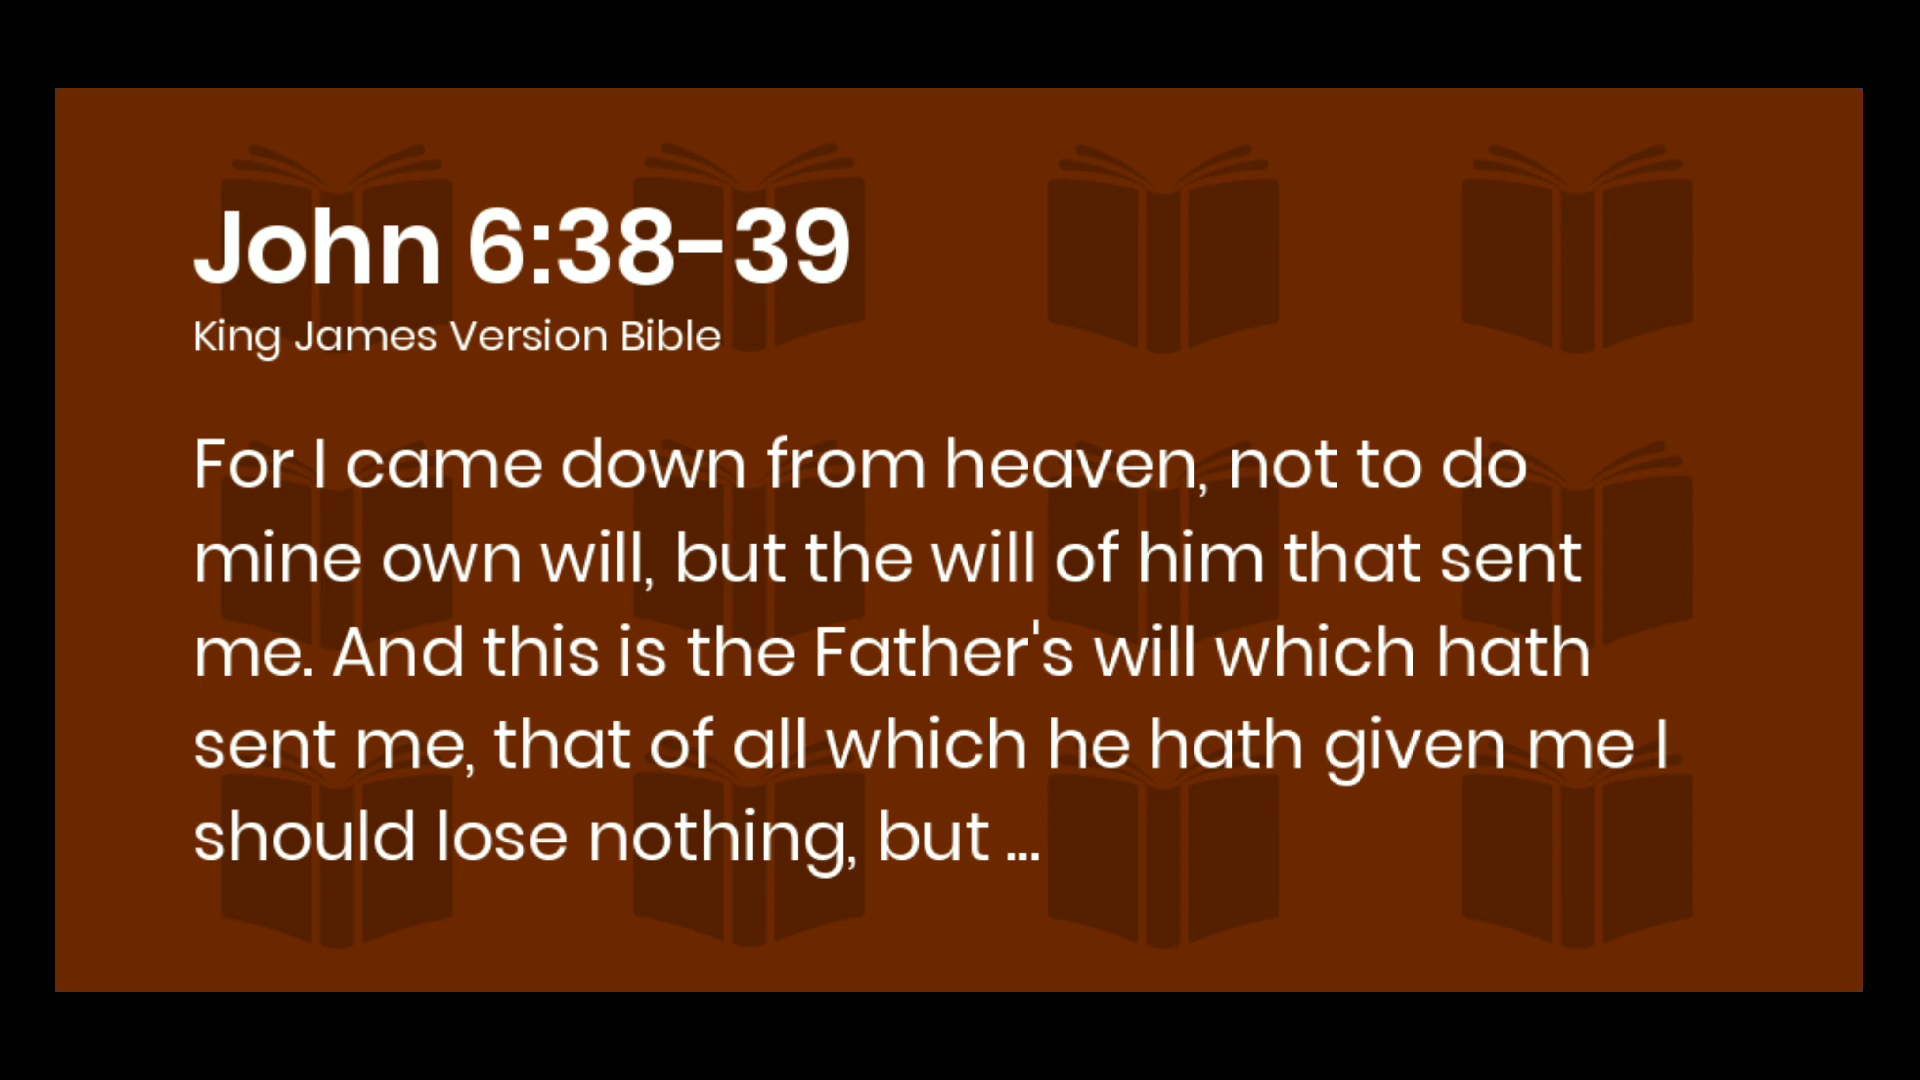 John 6:38-39
King James Version Bible
For I came down from heaven, not to do
mine own will, but the will of him that sent
me. And this is the Father's will which hath
sent me, that of all which he hath given me I
should lose nothing, but ...